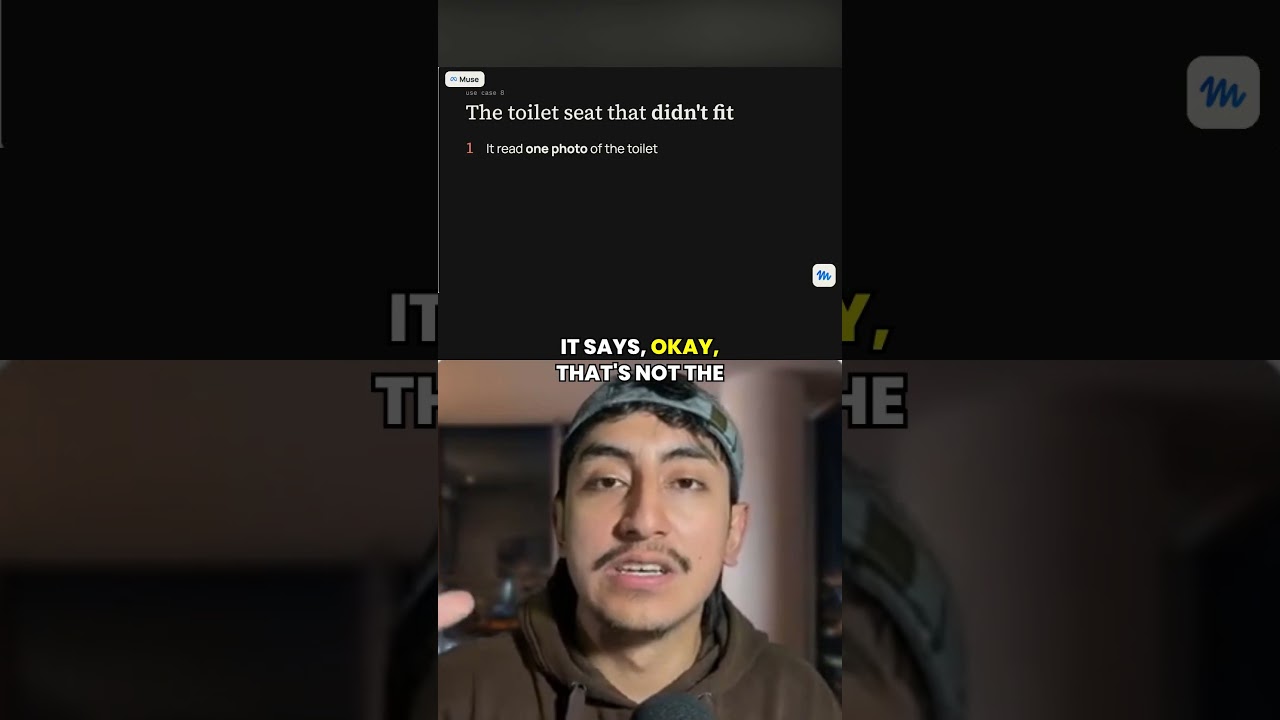 Muse
use case 8
The toilet seat that didn't fit
1 It read one photo of the toilet
IT SAYS, OKAY,
THAT'S NOT THE